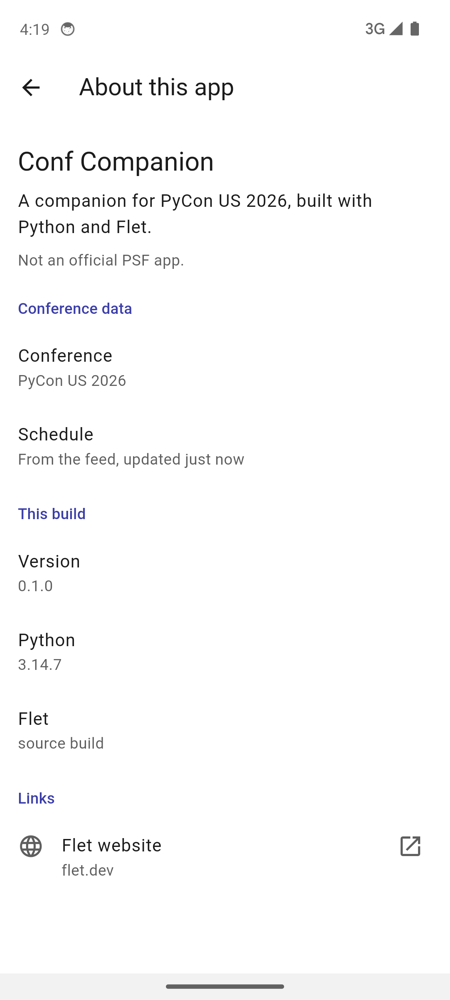 4:19
3G
About this app
Conf Companion
A companion for PyCon US 2026, built with
Python and Flet.
Not an official PSF app.
Conference data
Conference
PyCon US 2026
Schedule
From the feed, updated just now
This build
Version
0.1.0
Python
3.14.7
Flet
source build
Links
Flet website
flet.dev